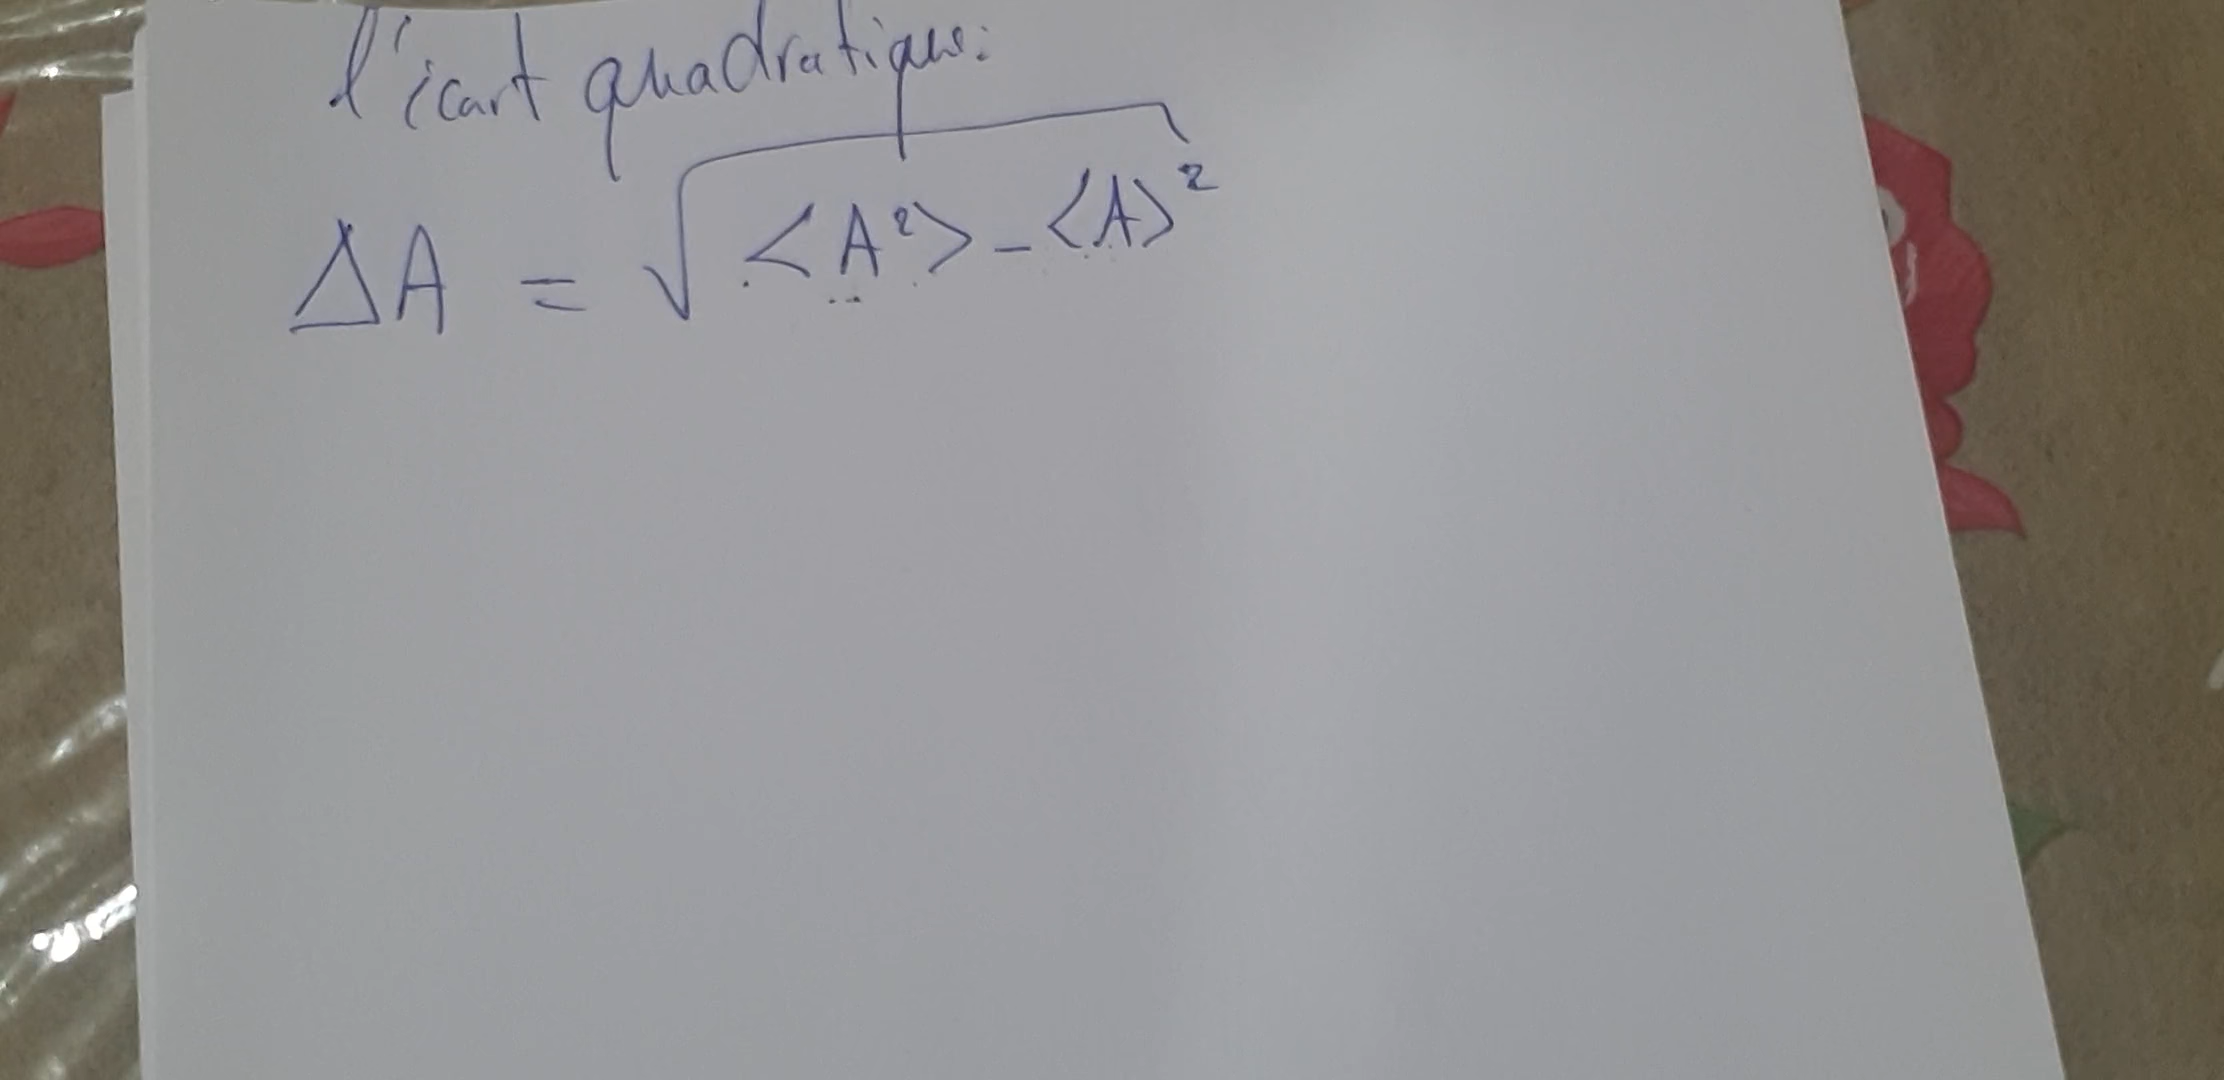 l'écart quadratique:
ΔA = √<A²> - <A>²